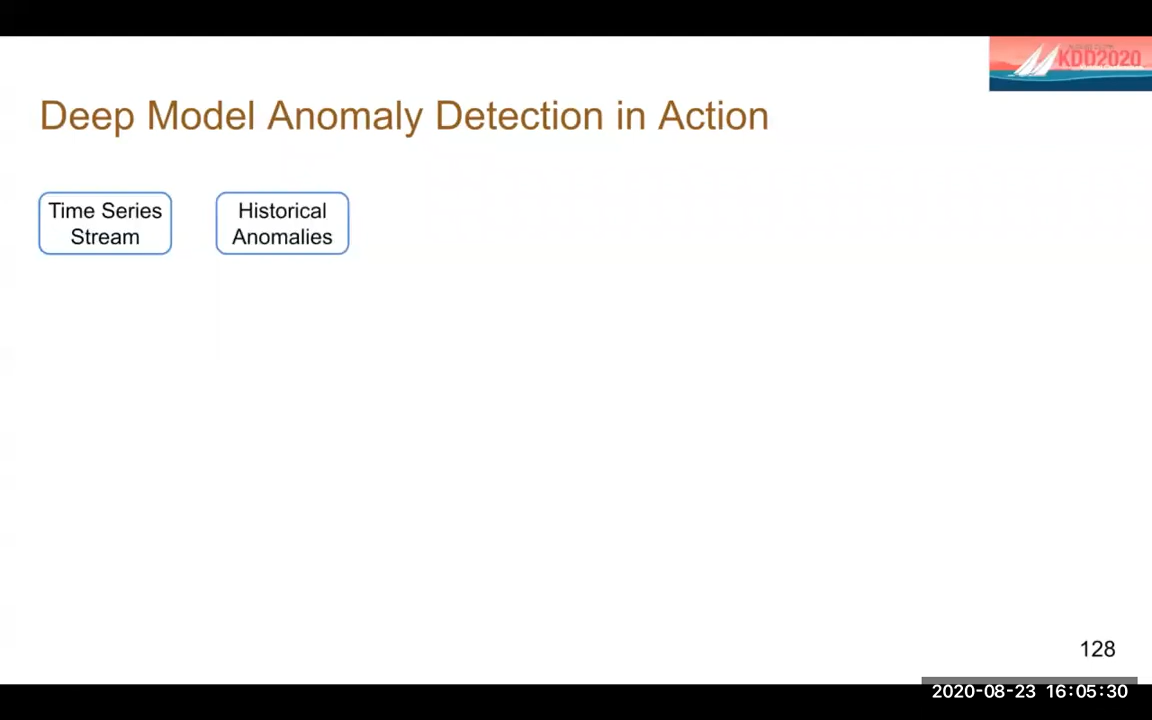 KDD2020
Deep Model Anomaly Detection in Action
Time Series
Stream
Historical
Anomalies
128
2020-08-23 16:05:30